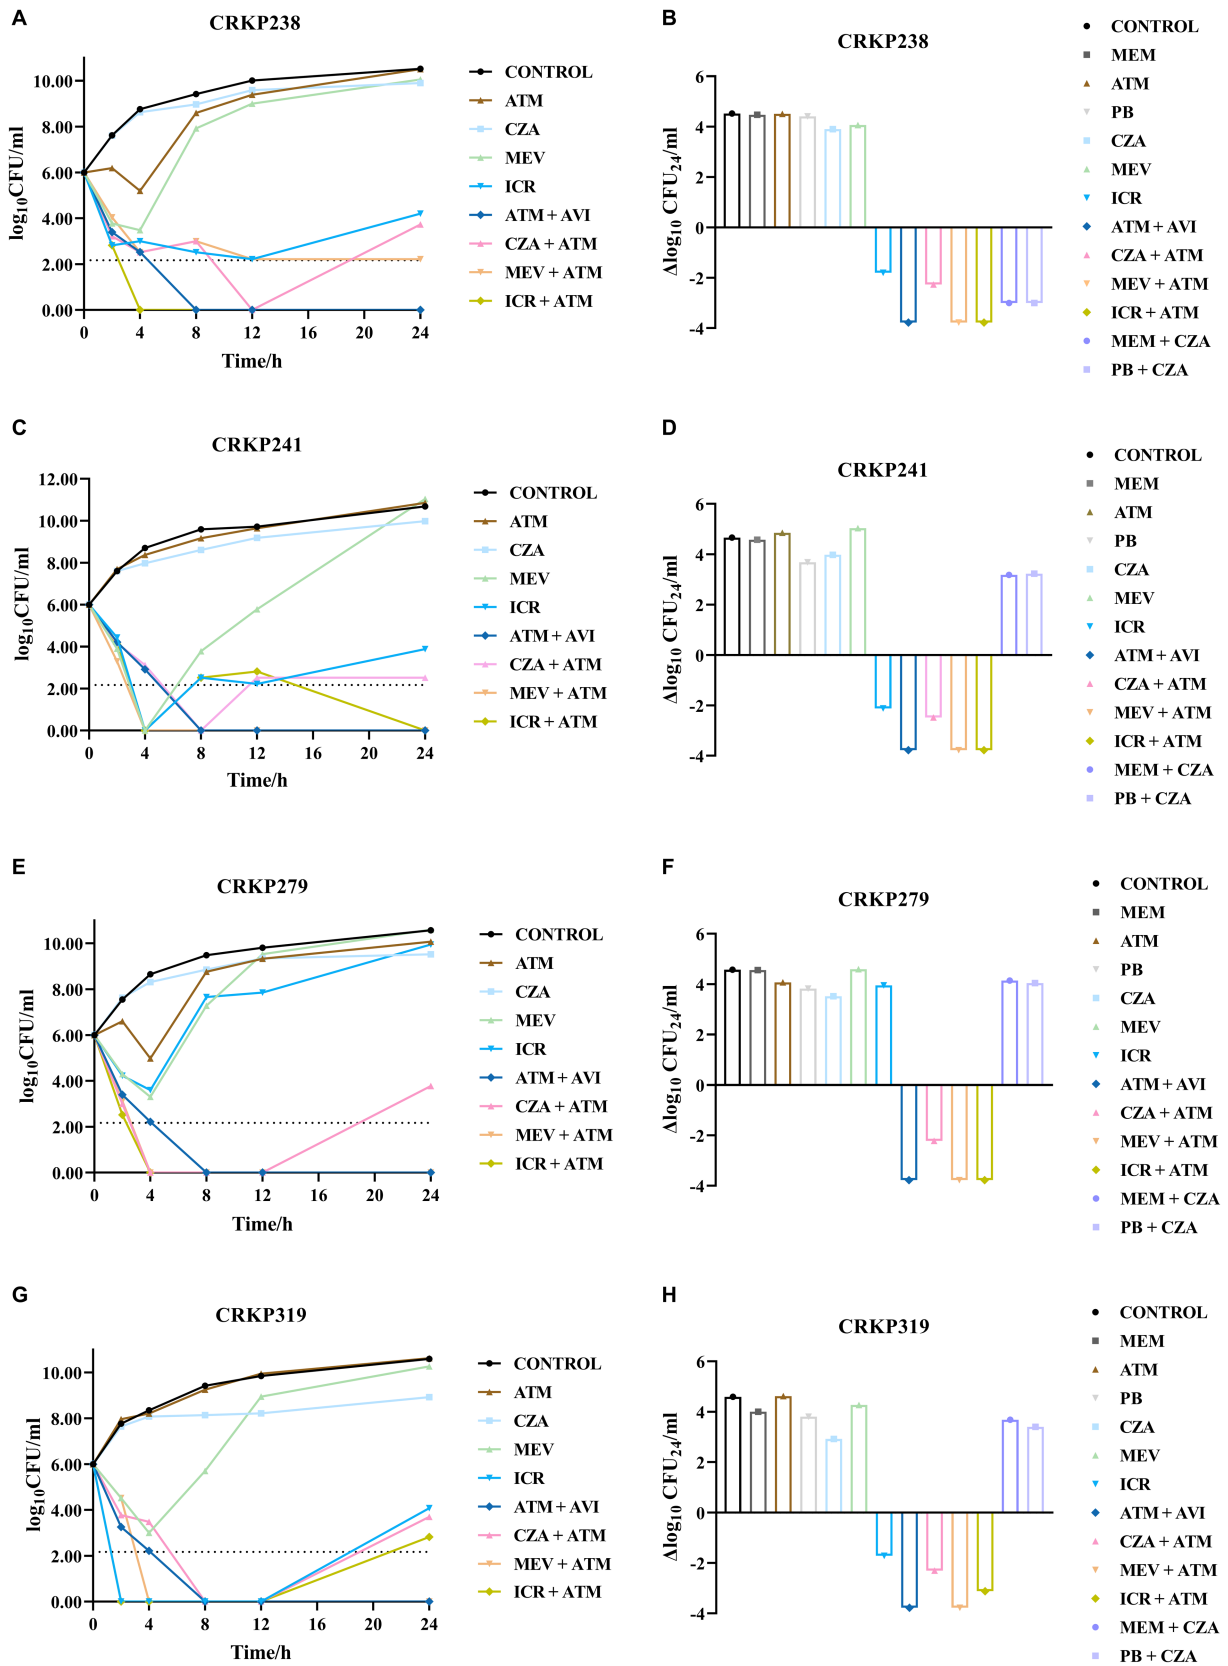 A
CRKP238
log10CFU/ml
10.00
8.00
6.00
4.00
2.00
0.00
0 4 8 12 16 20 24
Time/h
CONTROL
ATM
CZA
MEV
ICR
ATM + AVI
CZA + ATM
MEV + ATM
ICR + ATM
B
CRKP238
Δlog10 CFU24/ml
6
4
2
0
-2
-4
CONTROL
MEM
ATM
PB
CZA
MEV
ICR
ATM + AVI
CZA + ATM
MEV + ATM
ICR + ATM
MEM + CZA
PB + CZA
C
CRKP241
log10CFU/ml
12.00
10.00
8.00
6.00
4.00
2.00
0.00
0 4 8 12 16 20 24
Time/h
CONTROL
ATM
CZA
MEV
ICR
ATM + AVI
CZA + ATM
MEV + ATM
ICR + ATM
D
CRKP241
Δlog10 CFU24/ml
6
4
2
0
-2
-4
CONTROL
MEM
ATM
PB
CZA
MEV
ICR
ATM + AVI
CZA + ATM
MEV + ATM
ICR + ATM
MEM + CZA
PB + CZA
E
CRKP279
log10CFU/ml
10.00
8.00
6.00
4.00
2.00
0.00
0 4 8 12 16 20 24
Time/h
CONTROL
ATM
CZA
MEV
ICR
ATM + AVI
CZA + ATM
MEV + ATM
ICR + ATM
F
CRKP279
Δlog10 CFU24/ml
6
4
2
0
-2
-4
CONTROL
MEM
ATM
PB
CZA
MEV
ICR
ATM + AVI
CZA + ATM
MEV + ATM
ICR + ATM
MEM + CZA
PB + CZA
G
CRKP319
log10CFU/ml
10.00
8.00
6.00
4.00
2.00
0.00
0 4 8 12 16 20 24
Time/h
CONTROL
ATM
CZA
MEV
ICR
ATM + AVI
CZA + ATM
MEV + ATM
ICR + ATM
H
CRKP319
Δlog10 CFU24/ml
6
4
2
0
-2
-4
CONTROL
MEM
ATM
PB
CZA
MEV
ICR
ATM + AVI
CZA + ATM
MEV + ATM
ICR + ATM
MEM + CZA
PB + CZA